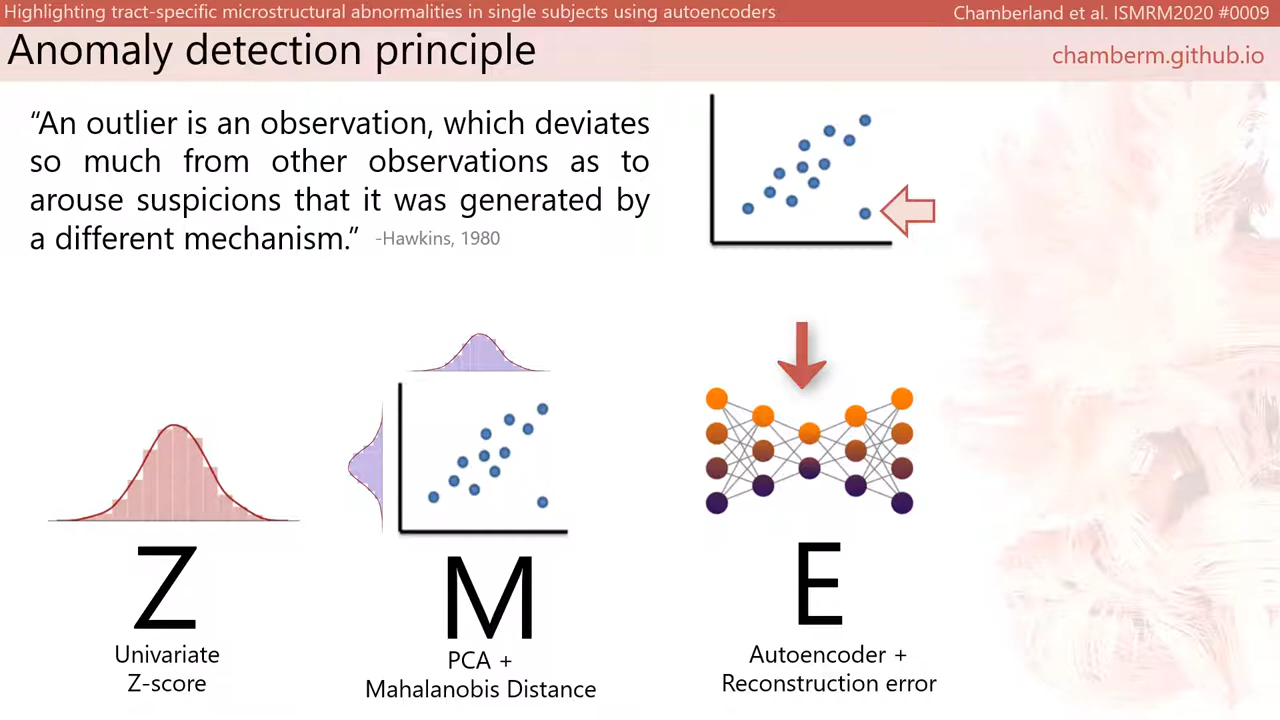 Highlighting tract-specific microstructural abnormalities in single subjects using autoencoders
Chamberland et al. ISMRM2020 #0009
Anomaly detection principle
chamberm.github.io
“An outlier is an observation, which deviates
so much from other observations as to
arouse suspicions that it was generated by
a different mechanism.” -Hawkins, 1980
Z
Univariate
Z-score
M
PCA +
Mahalanobis Distance
E
Autoencoder +
Reconstruction error